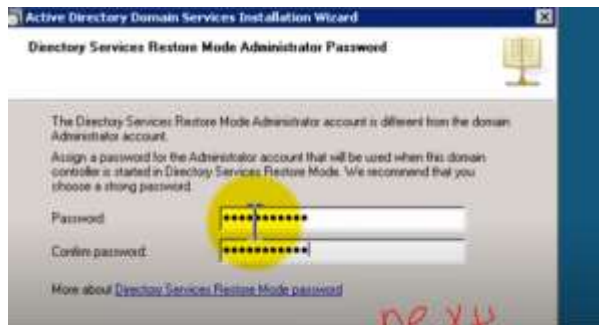 Active Directory Domain Services Installation Wizard
Directory Services Restore Mode Administrator Password
The Directory Services Restore Mode Administrator account is different from the domain
Administrator account.
Assign a password for the Administrator account that will be used when this domain
controller is started in Directory Services Restore Mode. We recommend that you
choose a strong password.
Password:
•••••••••••
Confirm password:
•••••••••••
More about Directory Services Restore Mode password